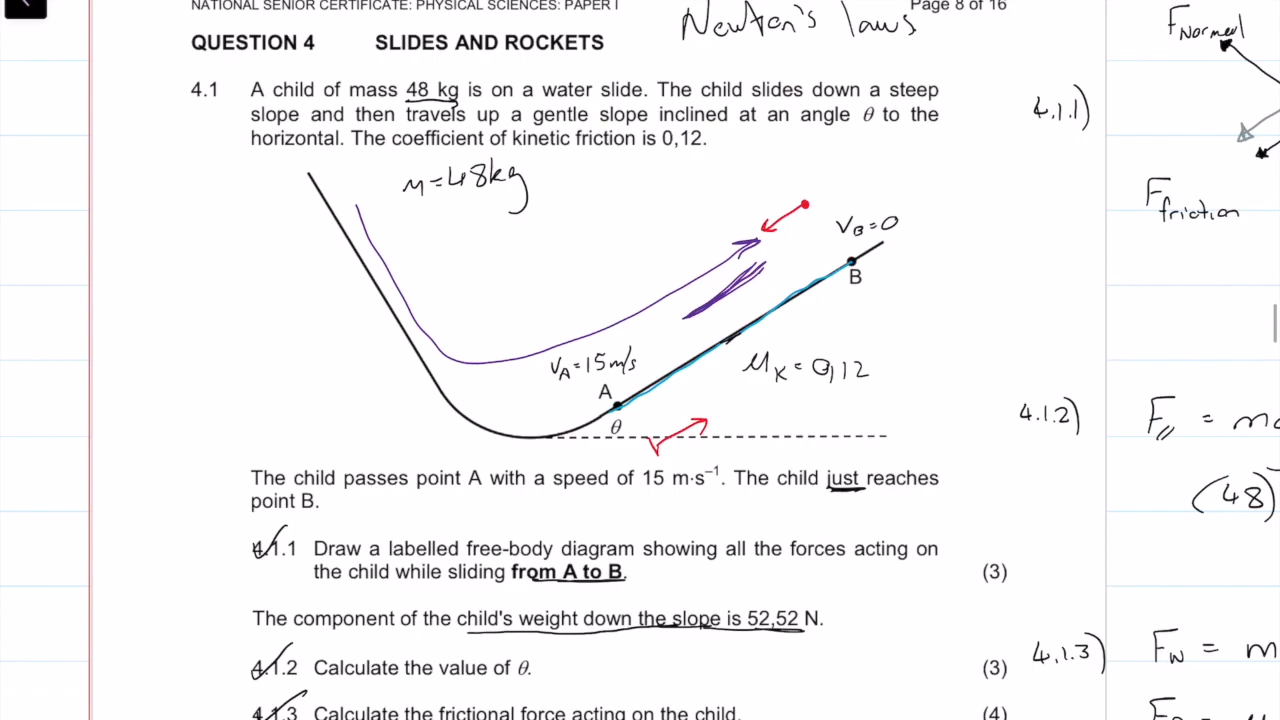 NATIONAL SENIOR CERTIFICATE: PHYSICAL SCIENCES: PAPER I
Page 8 of 16
Newton's laws
QUESTION 4 SLIDES AND ROCKETS
4.1 A child of mass 48 kg is on a water slide. The child slides down a steep
slope and then travels up a gentle slope inclined at an angle θ to the
horizontal. The coefficient of kinetic friction is 0,12.
m=48kg
V_B=0
B
V_A=15m/s
A
μ_K=0,12
θ
The child passes point A with a speed of 15 m·s⁻¹. The child just reaches
point B.
4.1.1 Draw a labelled free-body diagram showing all the forces acting on
the child while sliding from A to B. (3)
The component of the child's weight down the slope is 52,52 N.
4.1.2 Calculate the value of θ. (3)
4.1.3 Calculate the frictional force acting on the child. (4)
F_Normal
4.1.1)
F_friction
4.1.2) F_// = m
(48)
4.1.3) F_N = m